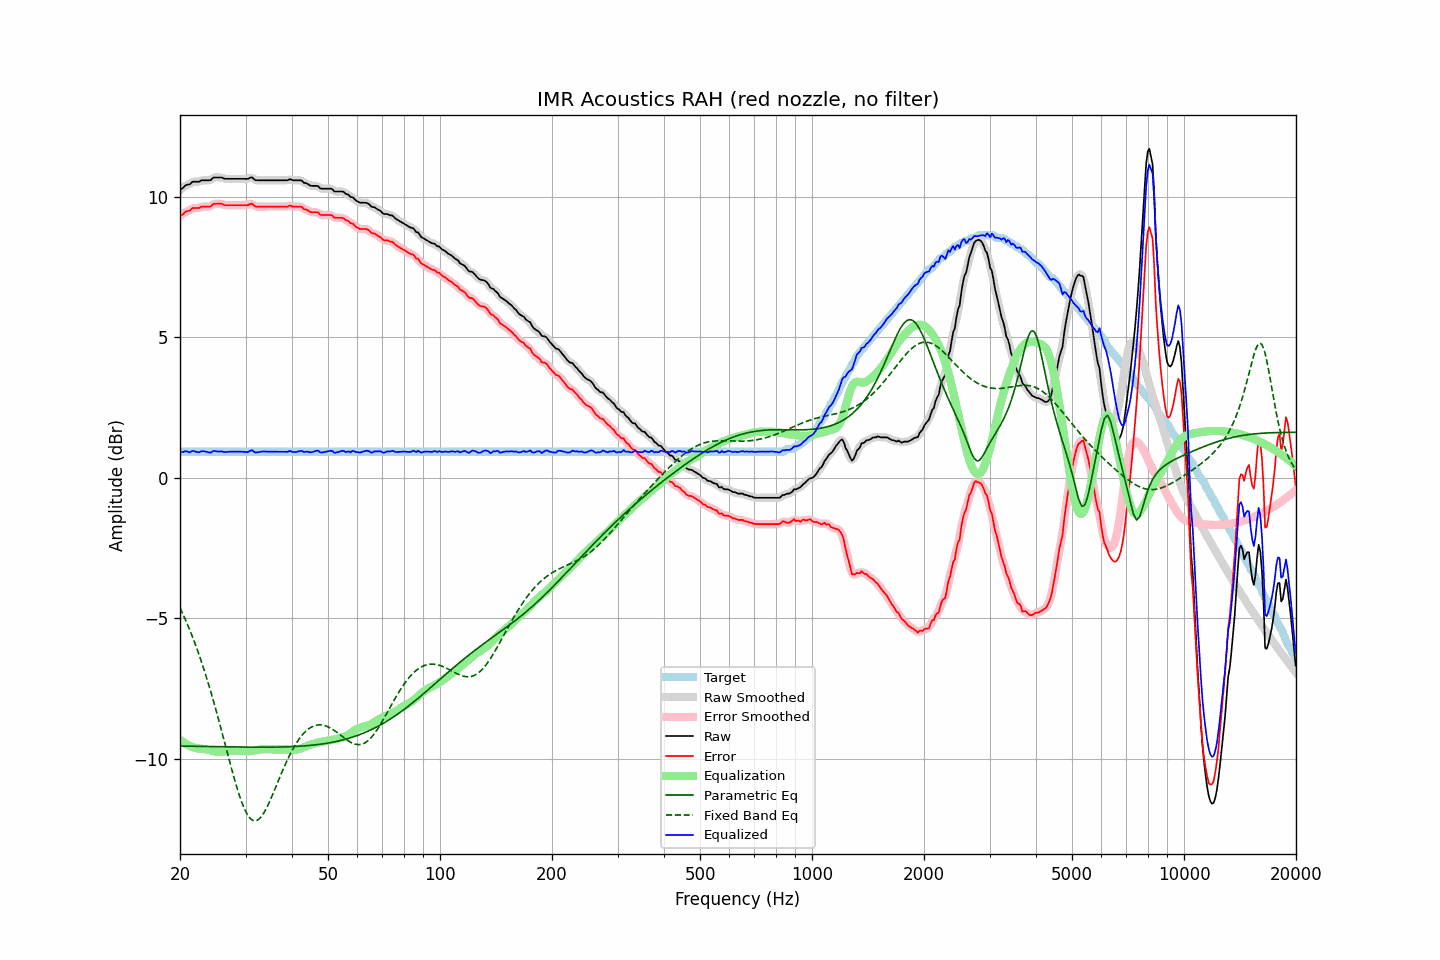 IMR Acoustics RAH (red nozzle, no filter)
Amplitude (dBr)
10
5
0
−5
−10
20
50
100
200
500
1000
2000
5000
10000
20000
Frequency (Hz)
Target
Raw Smoothed
Error Smoothed
Raw
Error
Equalization
Parametric Eq
Fixed Band Eq
Equalized